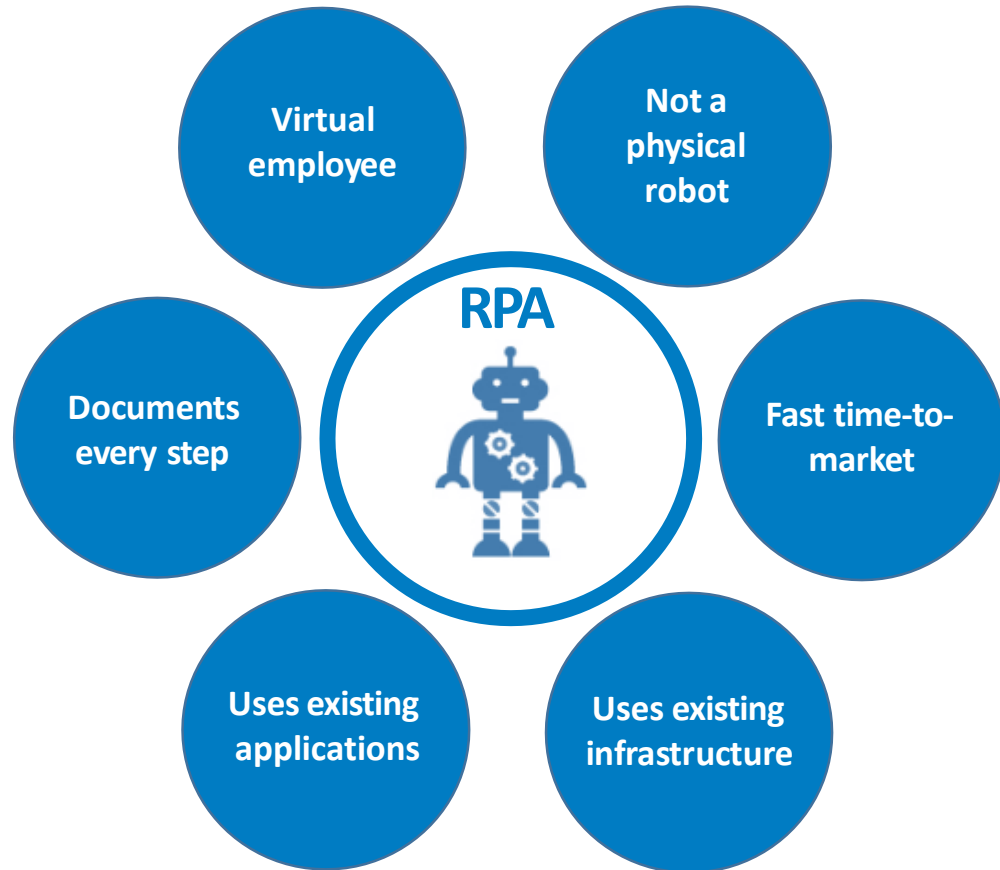 Virtual
employee
Not a
physical
robot
RPA
Documents
every step
Fast time-to-
market
Uses existing
applications
Uses existing
infrastructure